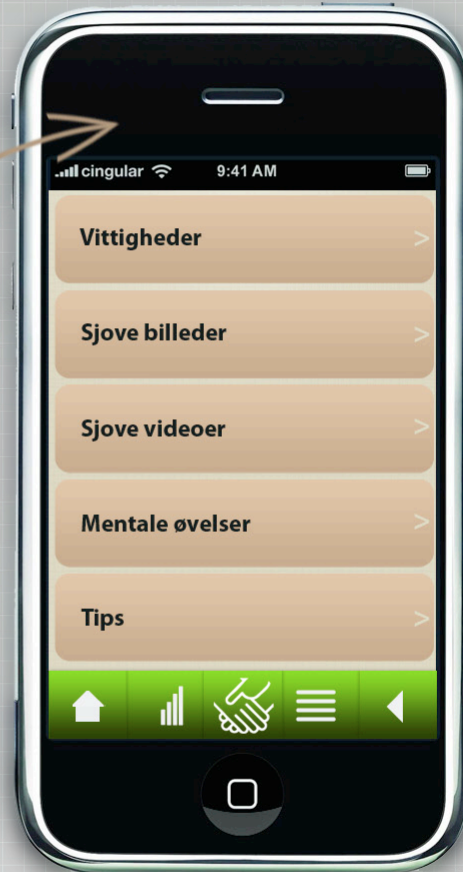 cingular 9:41 AM
Vittigheder >
Sjove billeder >
Sjove videoer >
Mentale øvelser >
Tips >